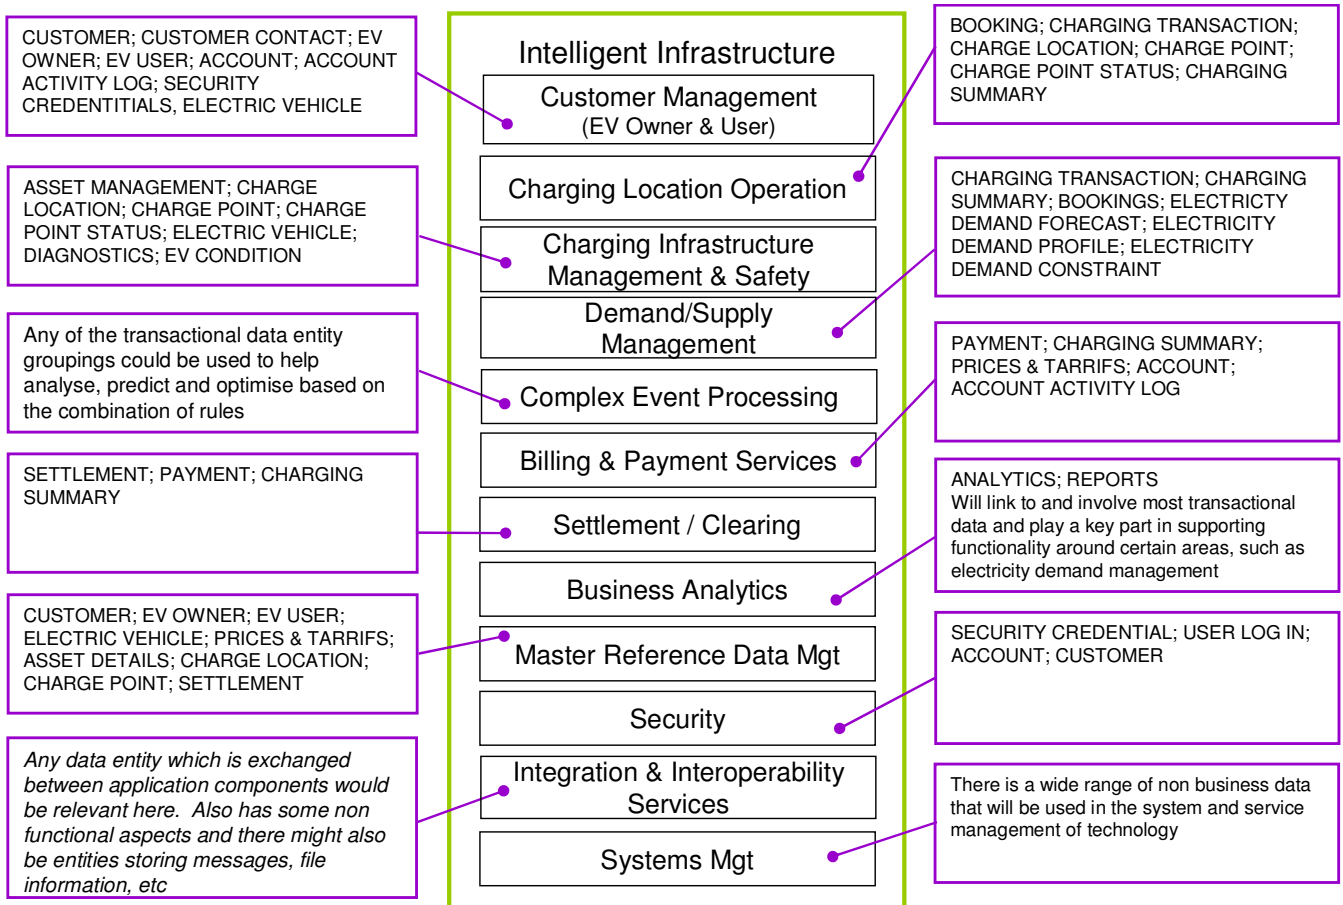 CUSTOMER; CUSTOMER CONTACT; EV
OWNER; EV USER; ACCOUNT; ACCOUNT
ACTIVITY LOG; SECURITY
CREDENTITIALS, ELECTRIC VEHICLE
ASSET MANAGEMENT; CHARGE
LOCATION; CHARGE POINT; CHARGE
POINT STATUS; ELECTRIC VEHICLE;
DIAGNOSTICS; EV CONDITION
Any of the transactional data entity
groupings could be used to help
analyse, predict and optimise based on
the combination of rules
SETTLEMENT; PAYMENT; CHARGING
SUMMARY
CUSTOMER; EV OWNER; EV USER;
ELECTRIC VEHICLE; PRICES & TARRIFS;
ASSET DETAILS; CHARGE LOCATION;
CHARGE POINT; SETTLEMENT
Any data entity which is exchanged
between application components would
be relevant here.  Also has some non
functional aspects and there might also
be entities storing messages, file
information, etc
Intelligent Infrastructure
Customer Management
(EV Owner & User)
Charging Location Operation
Charging Infrastructure
Management & Safety
Demand/Supply
Management
Complex Event Processing
Billing & Payment Services
Settlement / Clearing
Business Analytics
Master Reference Data Mgt
Security
Integration & Interoperability
Services
Systems Mgt
BOOKING; CHARGING TRANSACTION;
CHARGE LOCATION; CHARGE POINT;
CHARGE POINT STATUS; CHARGING
SUMMARY
CHARGING TRANSACTION; CHARGING
SUMMARY; BOOKINGS; ELECTRICTY
DEMAND FORECAST; ELECTRICITY
DEMAND PROFILE; ELECTRICITY
DEMAND CONSTRAINT
PAYMENT; CHARGING SUMMARY;
PRICES & TARRIFS; ACCOUNT;
ACCOUNT ACTIVITY LOG
ANALYTICS; REPORTS
Will link to and involve most transactional
data and play a key part in supporting
functionality around certain areas, such as
electricity demand management
SECURITY CREDENTIAL; USER LOG IN;
ACCOUNT; CUSTOMER
There is a wide range of non business data
that will be used in the system and service
management of technology